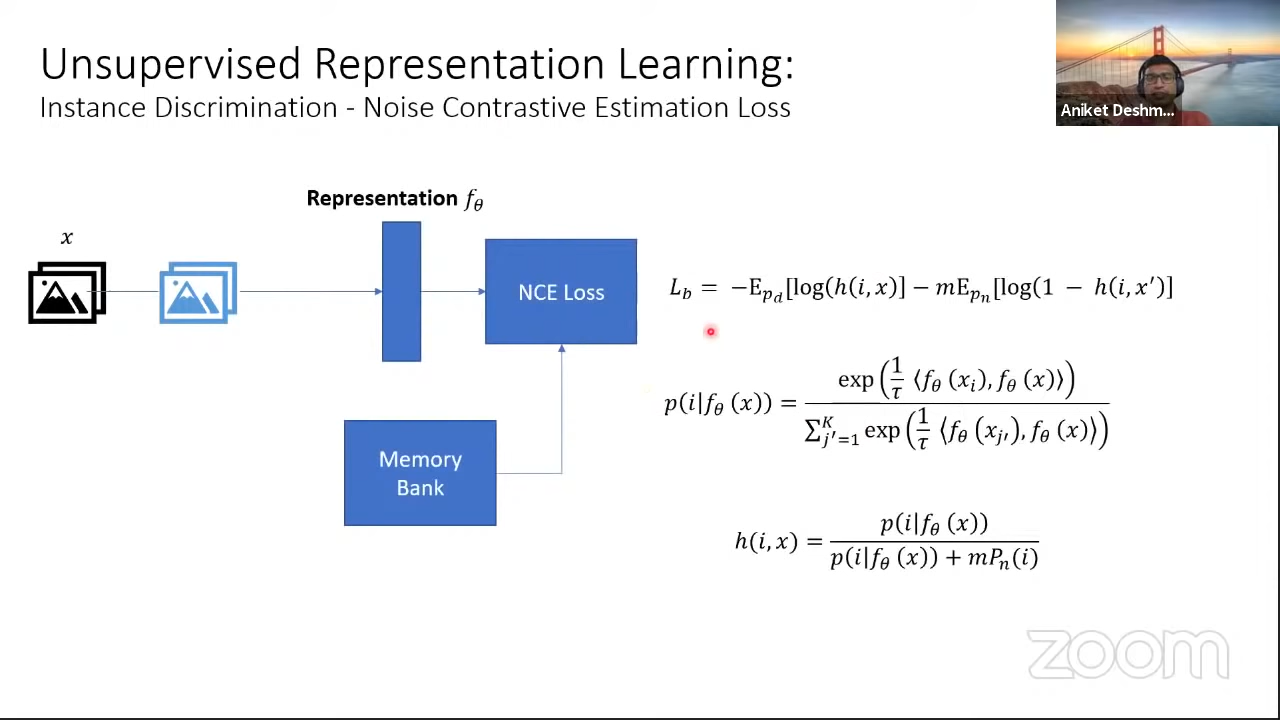 Unsupervised Representation Learning:
Instance Discrimination - Noise Contrastive Estimation Loss
Aniket Deshm...
Representation f_θ
x
NCE Loss
L_b = −E_{p_d}[log(h(i, x)] − mE_{p_n}[log(1 − h(i, x′)]
p(i|f_θ (x)) = exp(1/τ ⟨f_θ (x_i), f_θ (x)⟩) / ∑_{j′=1}^{K} exp(1/τ ⟨f_θ (x_{j′}), f_θ (x)⟩)
Memory
Bank
h(i, x) = p(i|f_θ (x)) / p(i|f_θ (x)) + mP_n(i)
zoom